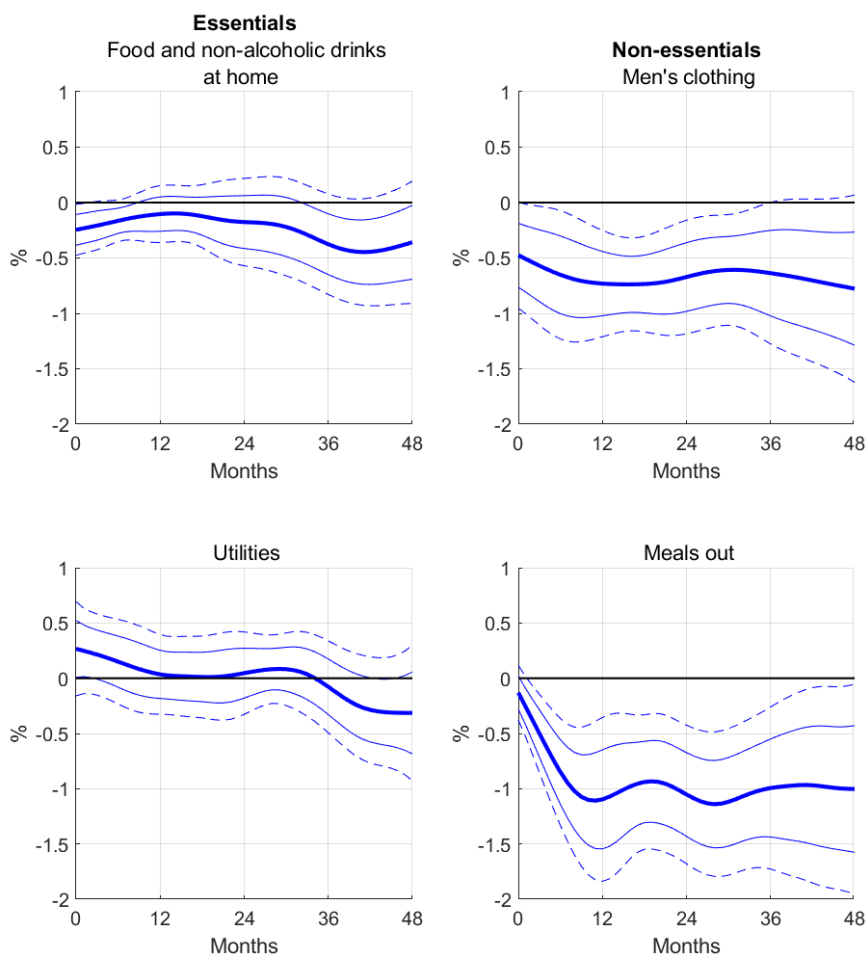 Essentials
Food and non-alcoholic drinks
at home
1
0.5
0
-0.5
-1
-1.5
-2
%
0 12 24 36 48
Months
Non-essentials
Men's clothing
1
0.5
0
-0.5
-1
-1.5
-2
%
0 12 24 36 48
Months
Utilities
1
0.5
0
-0.5
-1
-1.5
-2
%
0 12 24 36 48
Months
Meals out
1
0.5
0
-0.5
-1
-1.5
-2
%
0 12 24 36 48
Months